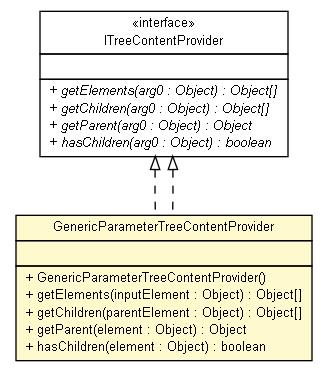 «interface»
ITreeContentProvider
+ getElements(arg0 : Object) : Object[]
+ getChildren(arg0 : Object) : Object[]
+ getParent(arg0 : Object) : Object
+ hasChildren(arg0 : Object) : boolean
GenericParameterTreeContentProvider
+ GenericParameterTreeContentProvider()
+ getElements(inputElement : Object) : Object[]
+ getChildren(parentElement : Object) : Object[]
+ getParent(element : Object) : Object
+ hasChildren(element : Object) : boolean